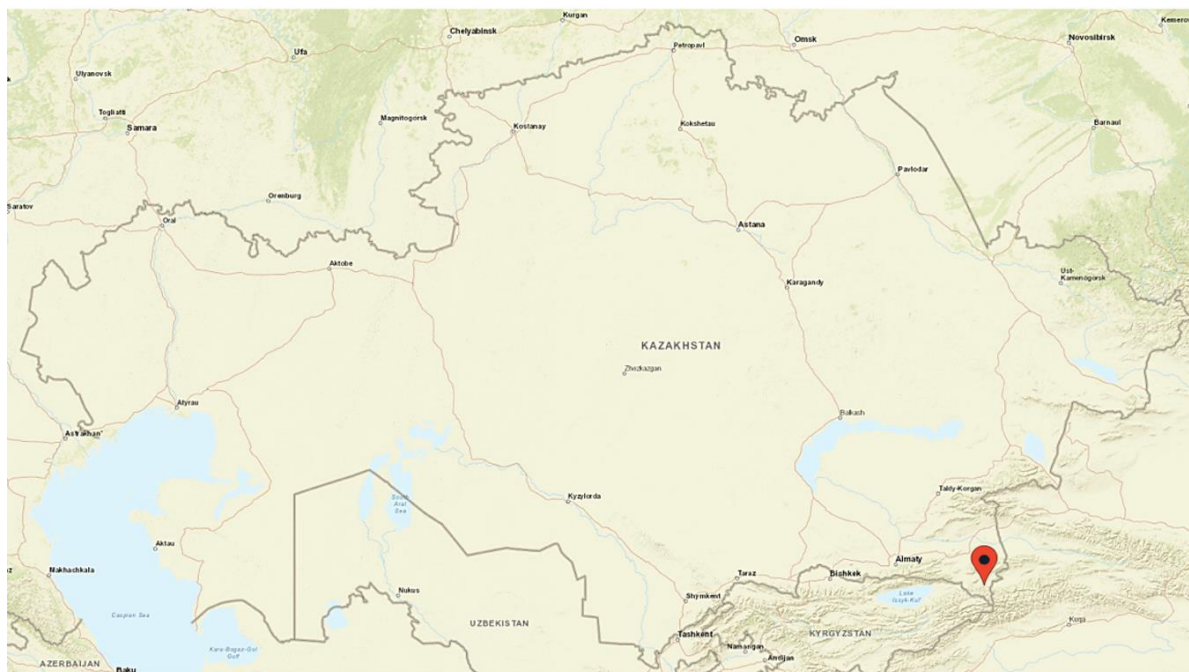 Kurgan
Kemero
Chelyabinsk
Omsk
Novosibirsk
Petropavl
Ufa
Ulyanovsk
Togliatti
Samara
Magnitogorsk
Kostanay
Kokshetau
Barnaul
Pavlodar
Saratov
Orenburg
Oral
Astana
Aktobe
Karagandy
Ust-
Kamenogorsk
KAZAKHSTAN
Zhezkazgan
Atyrau
Balkash
Astrakhan'
Taldy-Korgan
South
Aral
Sea
Kyzylorda
Aktau
Almaty
Makhachkala
Taraz
Bishkek
Nukus
Shymkent
Lake
Issyk-Kul'
Caspian Sea
UZBEKISTAN
KYRGYZSTAN
Kuqa
Tashkent
Kara-Bogaz-Gol
Gulf
Namangan
Andijan
AZERBAIJAN
Baku